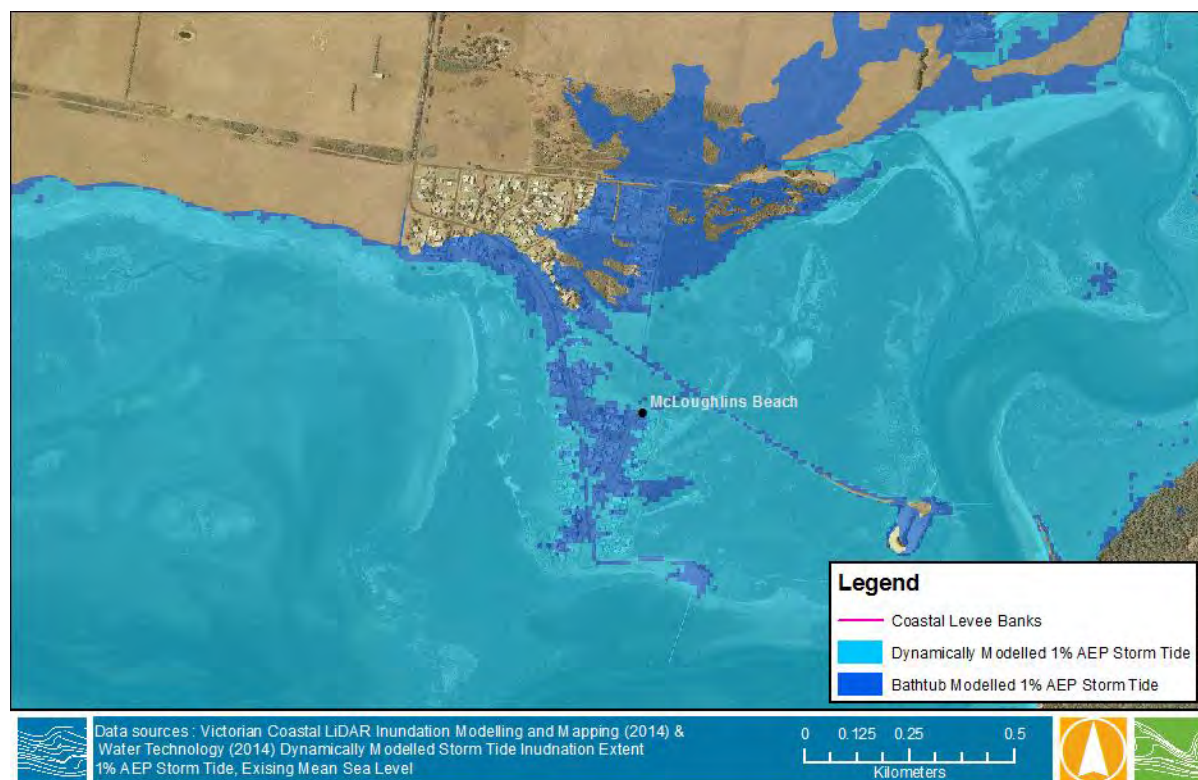 McLoughlins Beach
Legend
Coastal Levee Banks
Dynamically Modelled 1% AEP Storm Tide
Bathtub Modelled 1% AEP Storm Tide
Data sources : Victorian Coastal LiDAR Inundation Modelling and Mapping (2014) &
Water Technology (2014) Dynamically Modelled Storm Tide Inudnation Extent
1% AEP Storm Tide, Exising Mean Sea Level
0 0.125 0.25 0.5
Kilometers